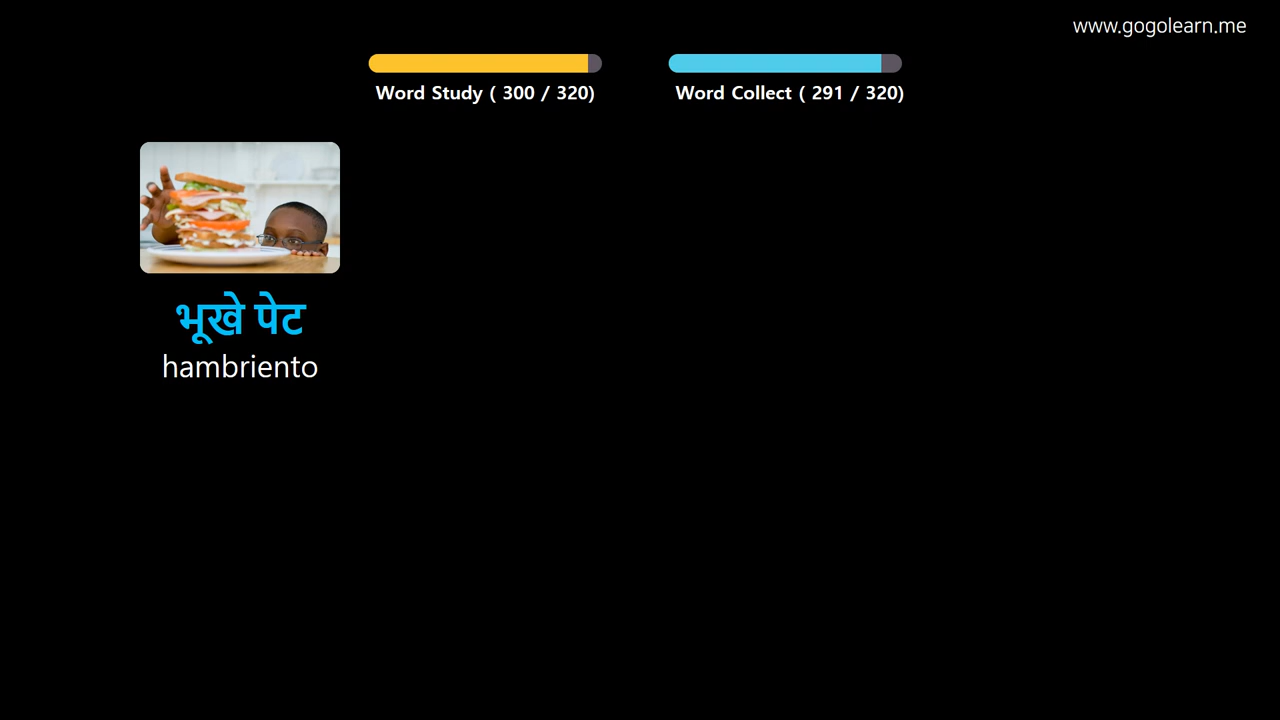 www.gogolearn.me
Word Study ( 300 / 320)
Word Collect ( 291 / 320)
भूखे पेट
hambriento